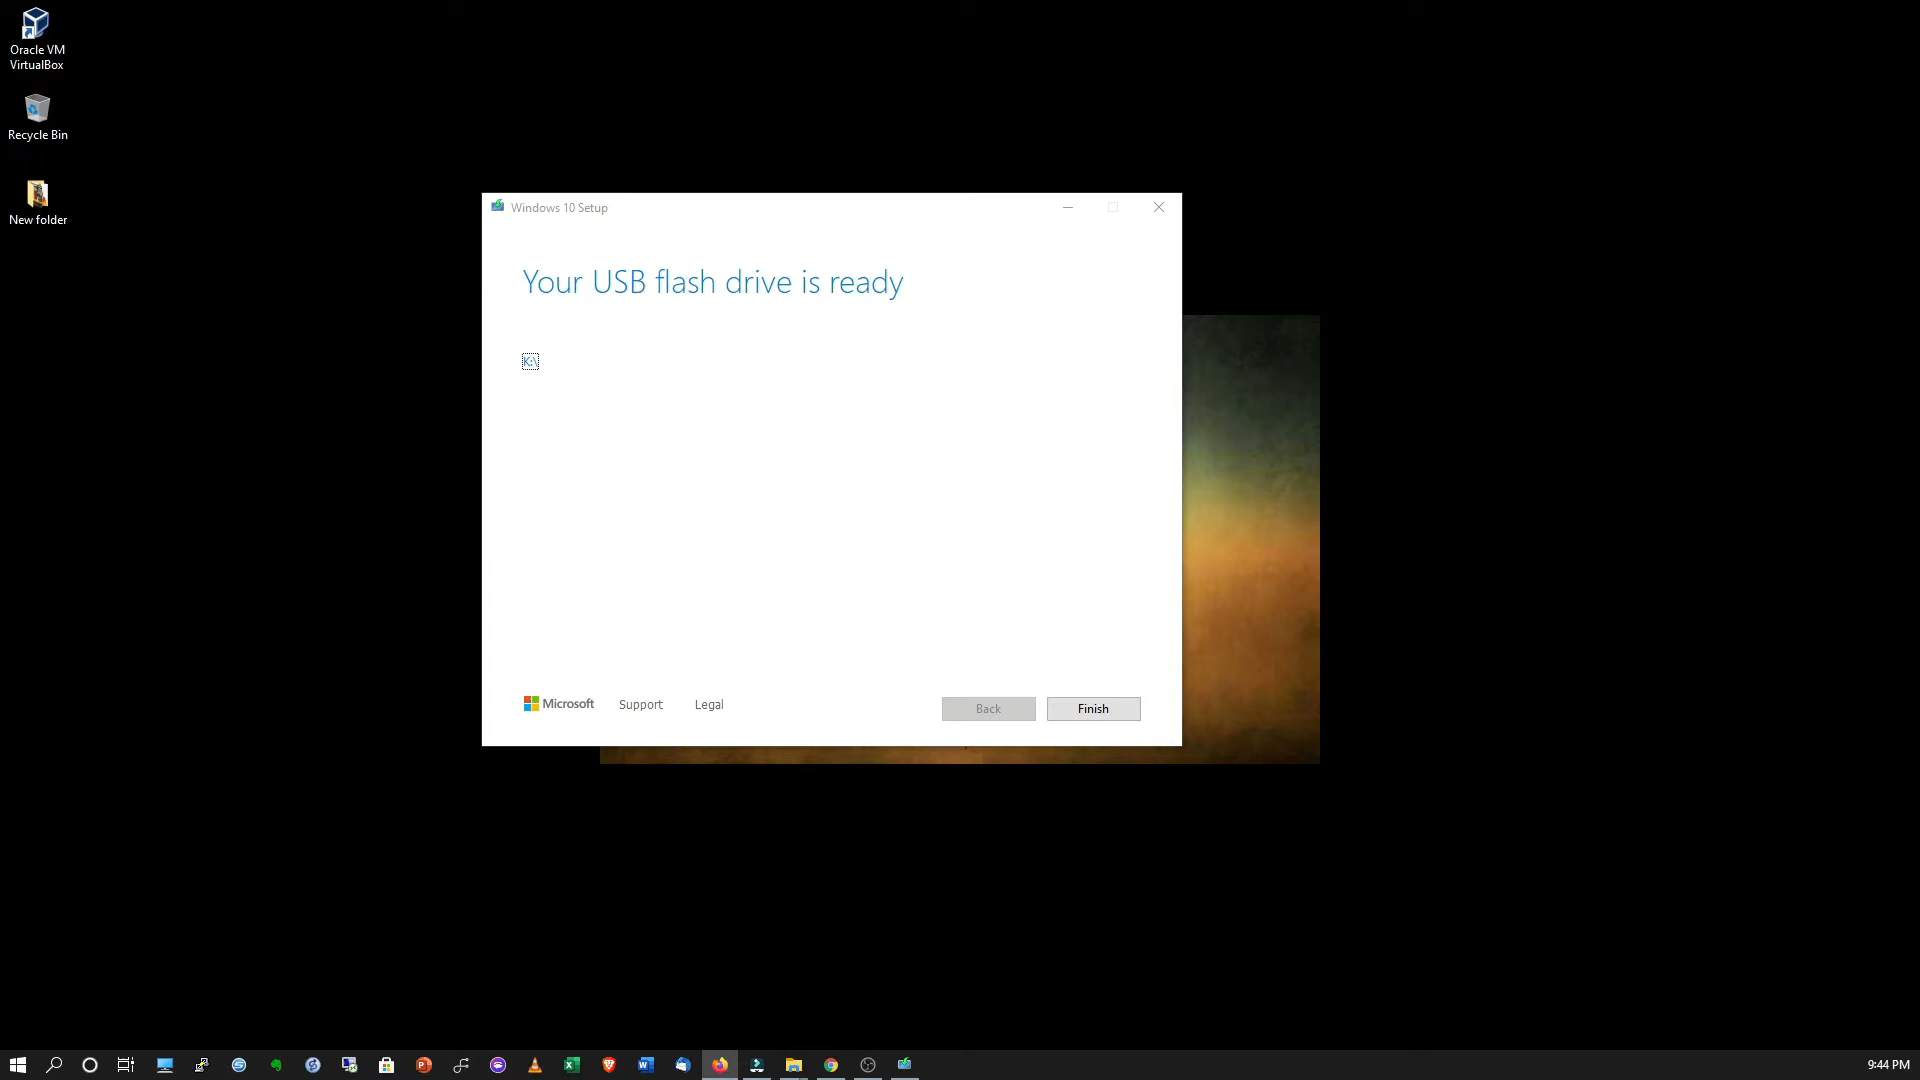 Oracle VM
VirtualBox
Recycle Bin
New folder
Windows 10 Setup
Your USB flash drive is ready
K:\
Microsoft
Support
Legal
Back
Finish
9:44 PM